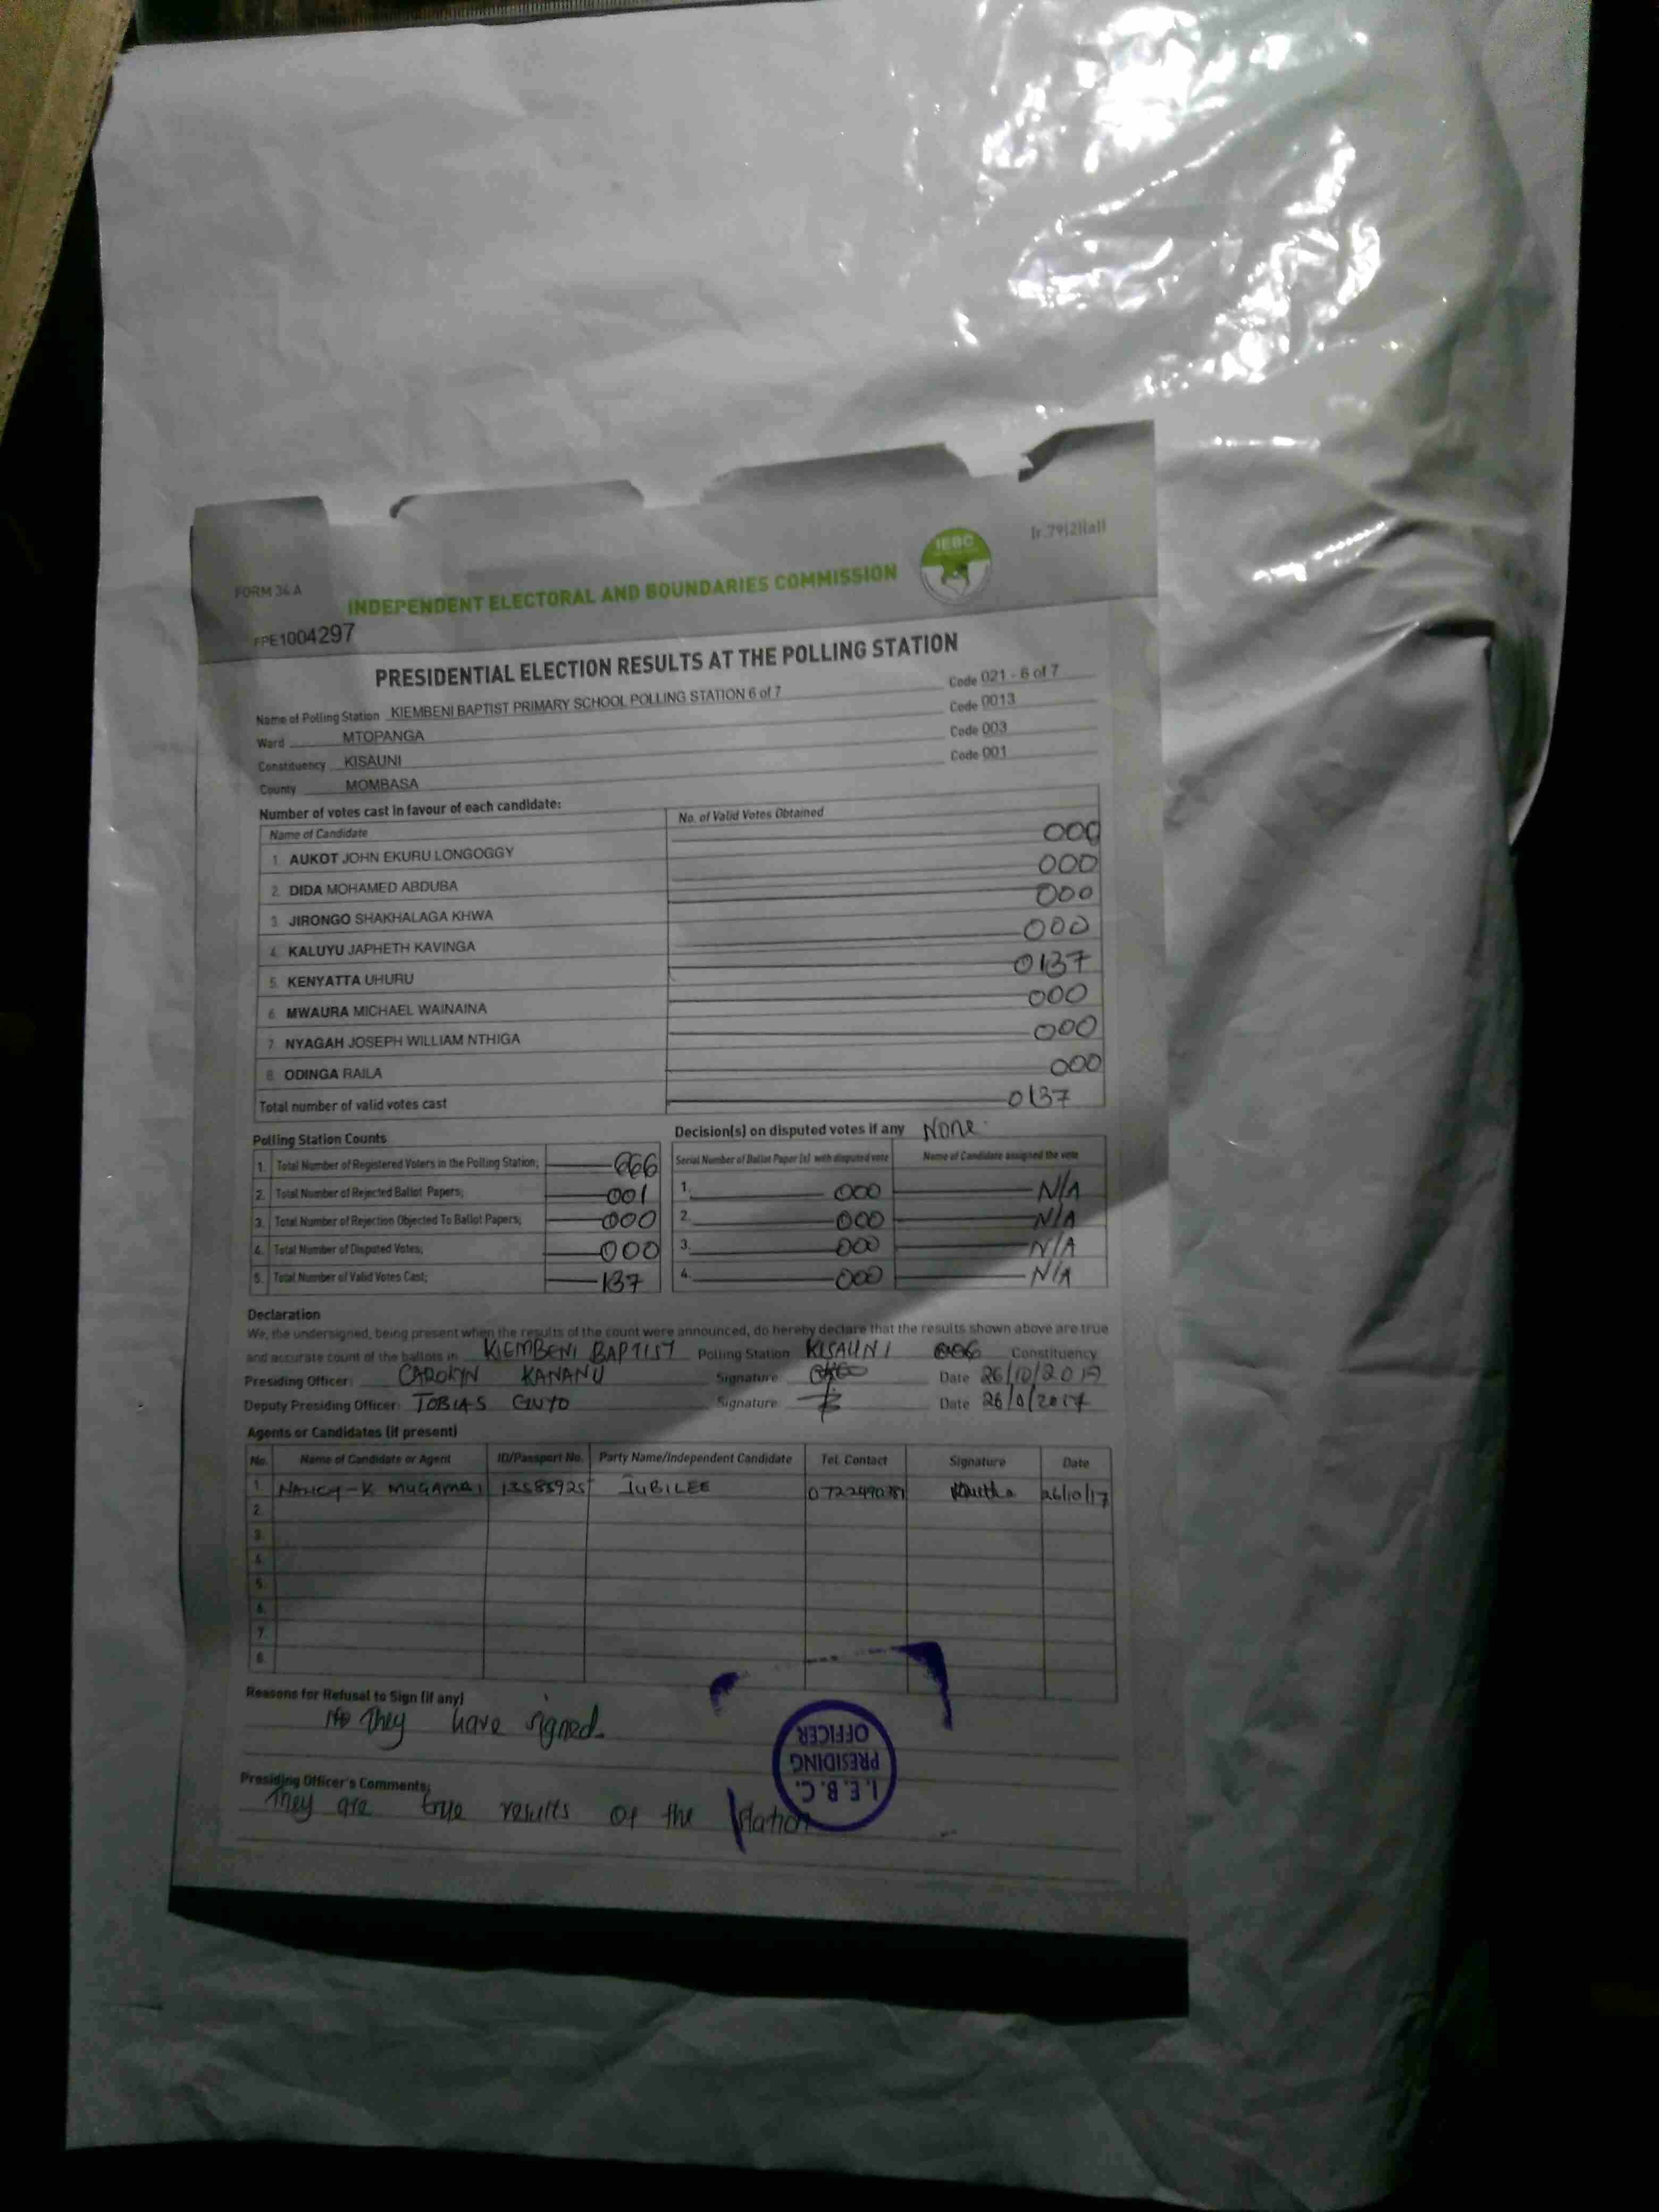 FORM 34A
INDEPENDENT ELECTORAL AND BOUNDARIES COMMISSION
IEBC
(r.79(2)(a))
FPE1004297
PRESIDENTIAL ELECTION RESULTS AT THE POLLING STATION
Name of Polling Station KIEMBENI BAPTIST PRIMARY SCHOOL POLLING STATION 6 of 7 Code 021 - 6 of 7
Ward MTOPANGA Code 0013
Constituency KISAUNI Code 003
County MOMBASA Code 001
Number of votes cast in favour of each candidate:
Name of Candidate No. of Valid Votes Obtained
1. AUKOT JOHN EKURU LONGOGGY 000
2. DIDA MOHAMED ABDUBA 000
3. JIRONGO SHAKHALAGA KHWA 000
4. KALUYU JAPHETH KAVINGA 000
5. KENYATTA UHURU 0137
6. MWAURA MICHAEL WAINAINA 000
7. NYAGAH JOSEPH WILLIAM NTHIGA 000
8. ODINGA RAILA 000
Total number of valid votes cast 0137
Polling Station Counts
1. Total Number of Registered Voters in the Polling Station; 666
2. Total Number of Rejected Ballot Papers; 001
3. Total Number of Rejection Objected To Ballot Papers; 000
4. Total Number of Disputed Votes; 000
5. Total Number of Valid Votes Cast; 137
Decision(s) on disputed votes if any None
Serial Number of Ballot Paper (s) with disputed vote Name of Candidate assigned the vote
1. 000 N/A
2. 000 N/A
3. 000 N/A
4. 000 N/A
Declaration
We, the undersigned, being present when the results of the count were announced, do hereby declare that the results shown above are true
and accurate count of the ballots in KIEMBENI BAPTIST Polling Station KISAUNI 006 Constituency
Presiding Officer: CAROLYN KANANU Signature Date 26/10/2017
Deputy Presiding Officer: TOBIAS Signature Date 26/0/2017
Agents or Candidates (if present)
No. Name of Candidate or Agent ID/Passport No. Party Name/Independent Candidate Tel. Contact Signature Date
1. NANCY-K MUGAMBI 13585925 JUBILEE 26/10/17
2.
3.
4.
5.
6.
7.
8.
Reasons for Refusal to Sign (if any)
They have signed.
Presiding Officer's Comments;
They are true results of the station
I.E.B.C.
PRESIDING
OFFICER